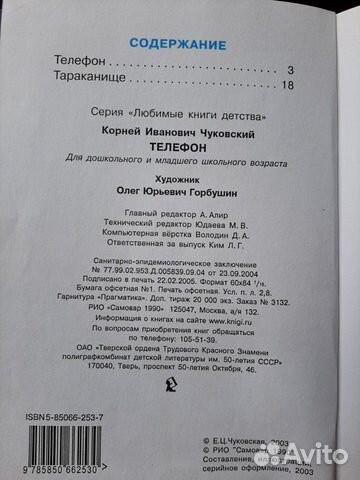 СОДЕРЖАНИЕ
Телефон 3
Тараканище 18
Серия «Любимые книги детства»
Корней Иванович Чуковский
ТЕЛЕФОН
Для дошкольного и младшего школьного возраста
Художник
Олег Юрьевич Горбушин
Главный редактор А. Алир
Технический редактор Юдаева М. В.
Компьютерная вёрстка Володин Д. А.
Ответственная за выпуск Ким Л. Г.
Санитарно-эпидемиологическое заключение
№ 77.99.02.953.Д.005839.09.04 от 23.09.2004
Подписано в печать 22.02.2005. Формат 60х84 1/16.
Бумага офсетная №1. Печать офсетная. Усл. п. л. 2,8.
Гарнитура «Прагматика». Доп. тираж 20 000 экз. Заказ № 3132.
РИО «Самовар 1990», 125047, Москва, а/я 132.
Информация о книгах на сайте www.knigi.ru
По вопросам приобретения книг обращаться
по телефону: 105-51-39.
ОАО «Тверской ордена Трудового Красного Знамени
полиграфкомбинат детской литературы им. 50-летия СССР»
170040, Тверь, проспект 50-летия Октября, 46.
ISBN 5-85066-253-7
9 785850 662530
© Е.Ц.Чуковская, 2003
© РИО «Самовар 1990»
Составление, иллюстрации,
серийное оформление, 2003
Avito